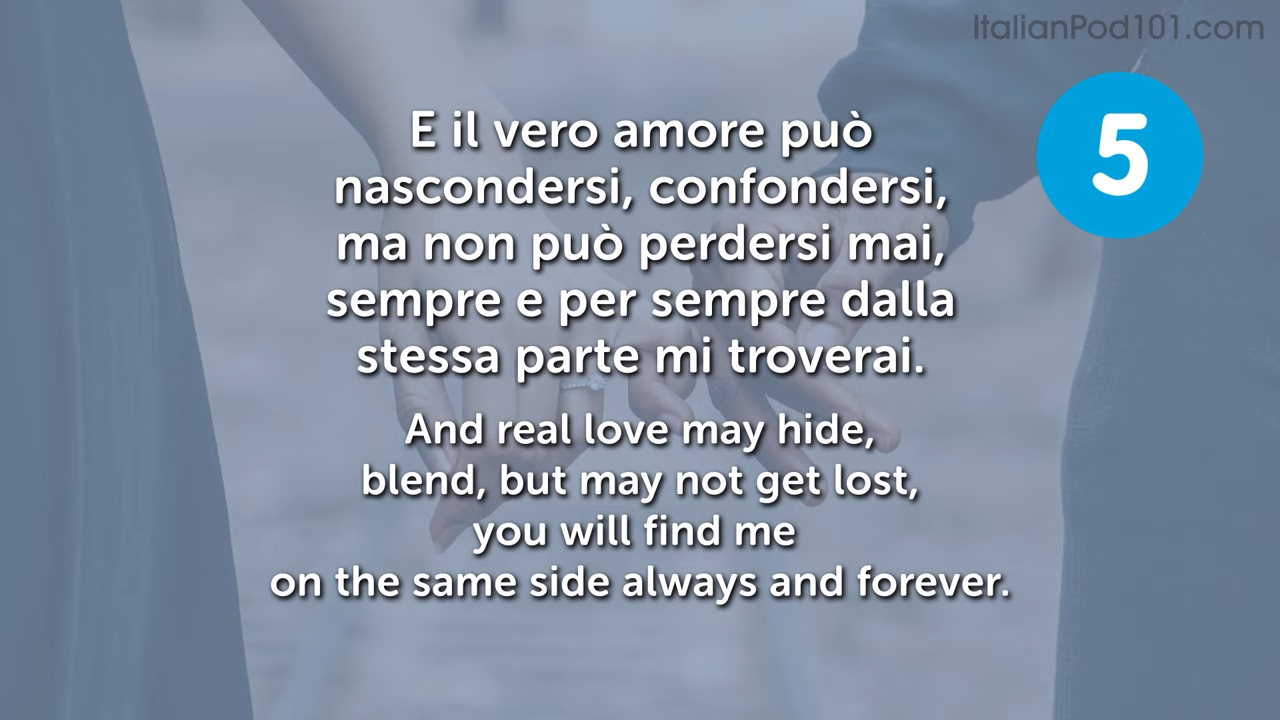 ItalianPod101.com
5
E il vero amore può
nascondersi, confondersi,
ma non può perdersi mai,
sempre e per sempre dalla
stessa parte mi troverai.
And real love may hide,
blend, but may not get lost,
you will find me
on the same side always and forever.